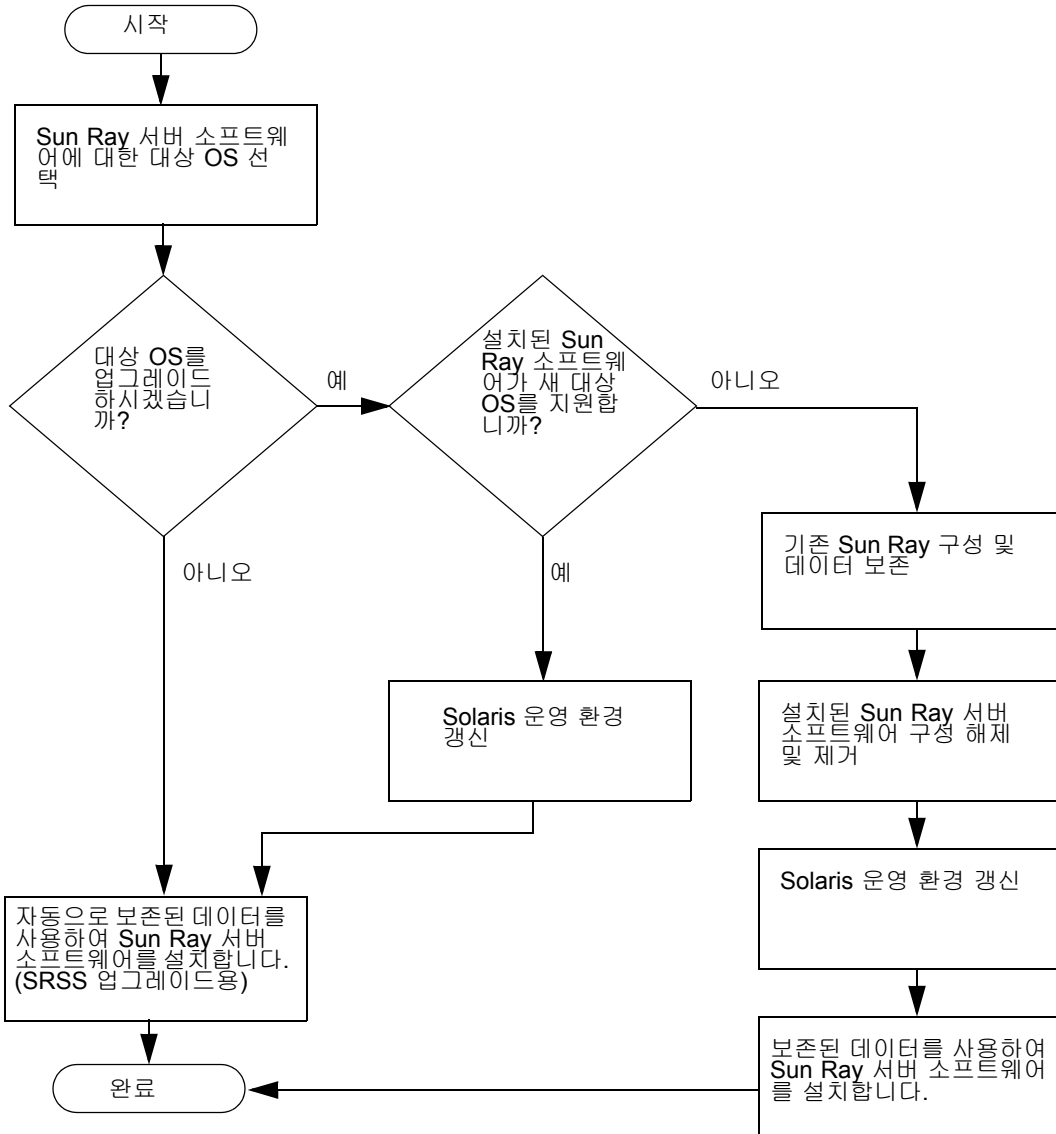 시작
Sun Ray 서버 소프트웨
어에 대한 대상 OS 선
택
대상 OS를
업그레이드
하시겠습니
까?
예
설치된 Sun
Ray 소프트웨
어가 새 대상
OS를 지원합
니까?
아니오
아니오
예
기존 Sun Ray 구성 및
데이터 보존
Solaris 운영 환경
갱신
설치된 Sun Ray 서버
소프트웨어 구성 해제
및 제거
Solaris 운영 환경 갱신
자동으로 보존된 데이터를
사용하여 Sun Ray 서버
소프트웨어를 설치합니다.
(SRSS 업그레이드용)
보존된 데이터를 사용하여
Sun Ray 서버 소프트웨어
를 설치합니다.
완료